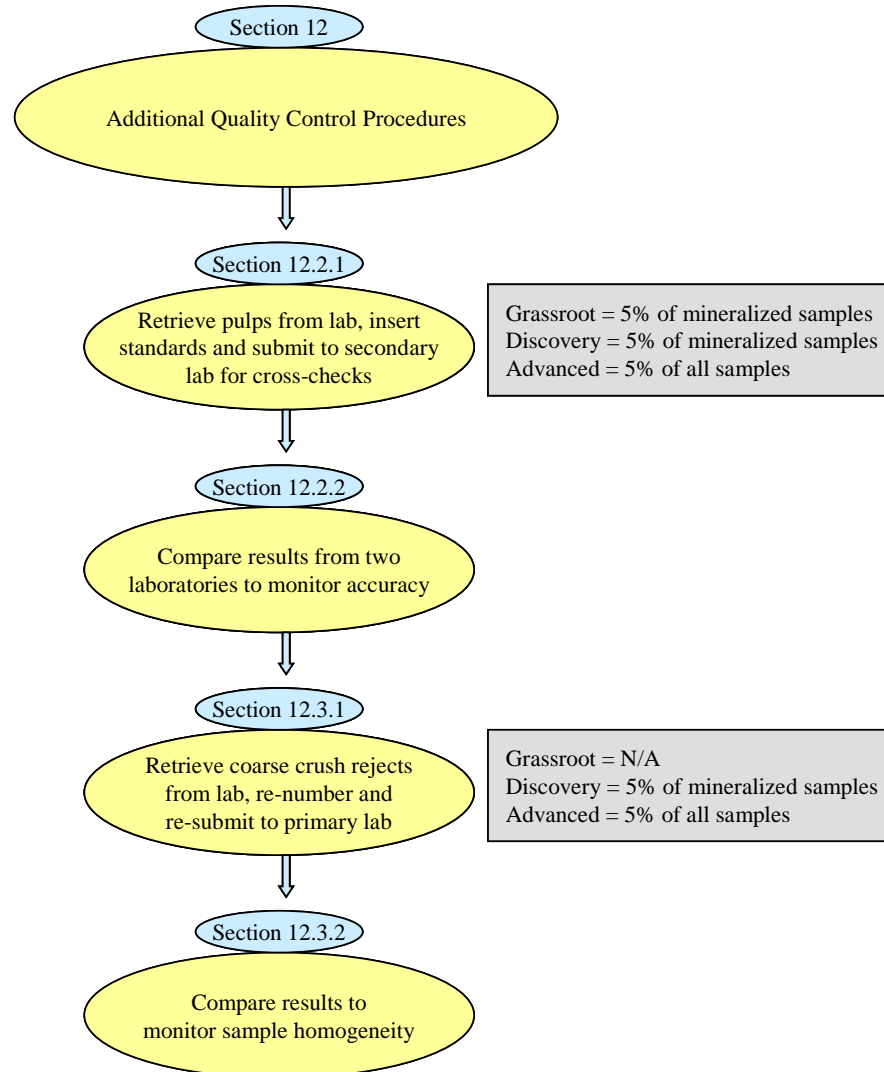 Section 12
Additional Quality Control Procedures
Section 12.2.1
Retrieve pulps from lab, insert
standards and submit to secondary
lab for cross-checks
Grassroot = 5% of mineralized samples
Discovery = 5% of mineralized samples
Advanced = 5% of all samples
Section 12.2.2
Compare results from two
laboratories to monitor accuracy
Section 12.3.1
Retrieve coarse crush rejects
from lab, re-number and
re-submit to primary lab
Grassroot = N/A
Discovery = 5% of mineralized samples
Advanced = 5% of all samples
Section 12.3.2
Compare results to
monitor sample homogeneity